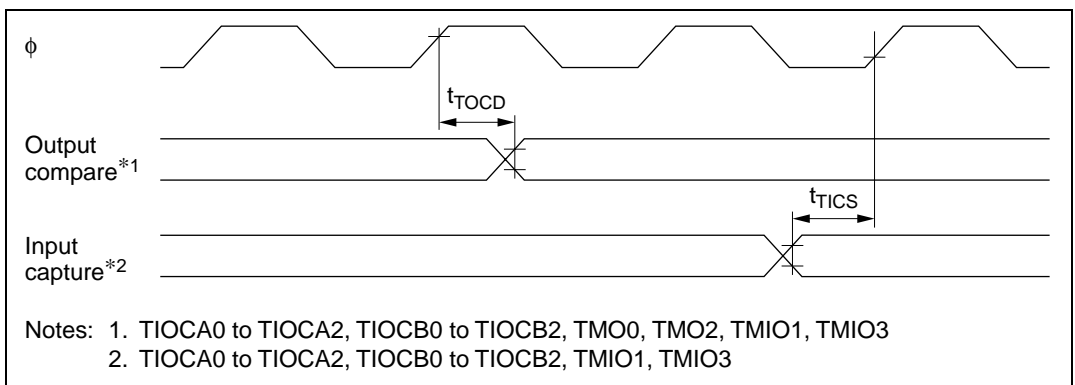 ϕ
tTOCD
Output
compare*1
tTICS
Input
capture*2
Notes: 1. TIOCA0 to TIOCA2, TIOCB0 to TIOCB2, TMO0, TMO2, TMIO1, TMIO3
2. TIOCA0 to TIOCA2, TIOCB0 to TIOCB2, TMIO1, TMIO3